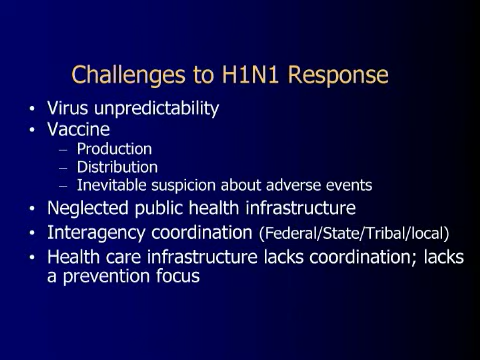 Challenges to H1N1 Response
• Virus unpredictability
• Vaccine
– Production
– Distribution
– Inevitable suspicion about adverse events
• Neglected public health infrastructure
• Interagency coordination (Federal/State/Tribal/local)
• Health care infrastructure lacks coordination; lacks
a prevention focus